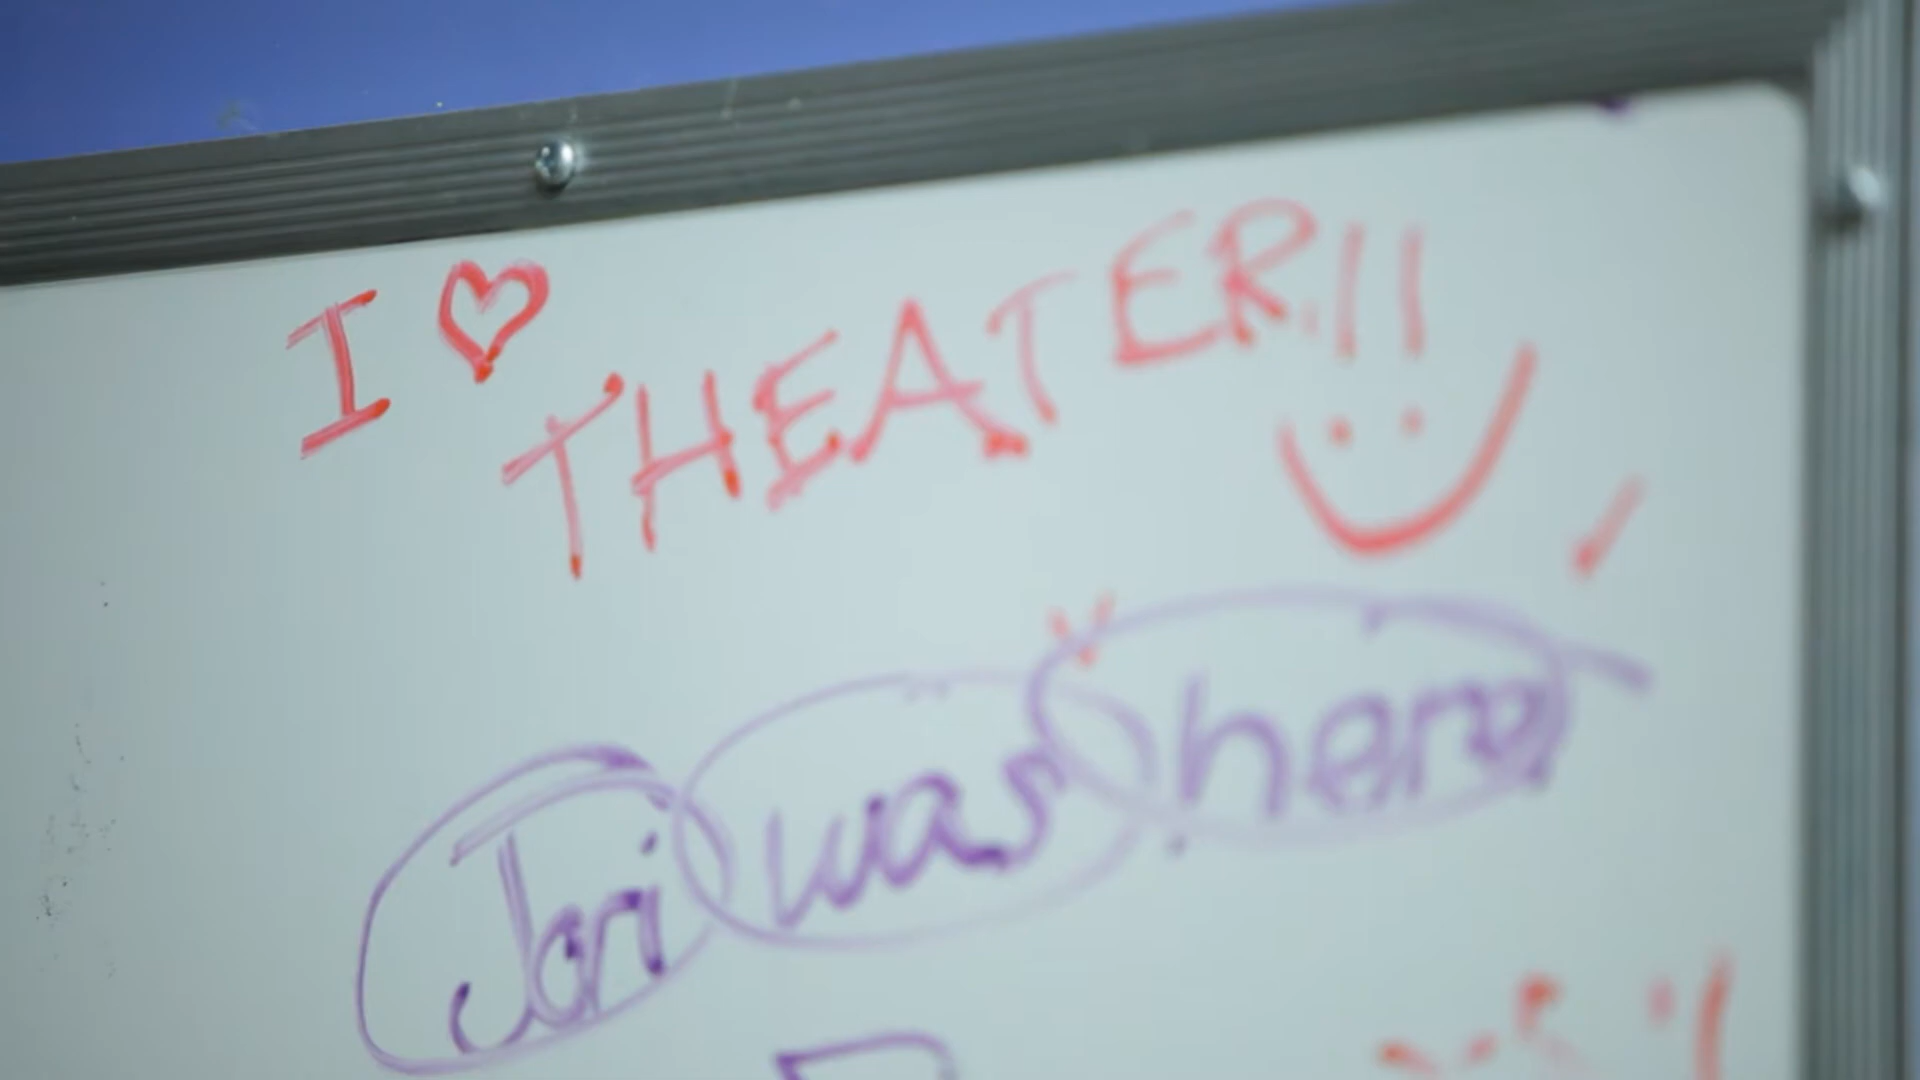 I ♡
THEATER!!
Jori was here